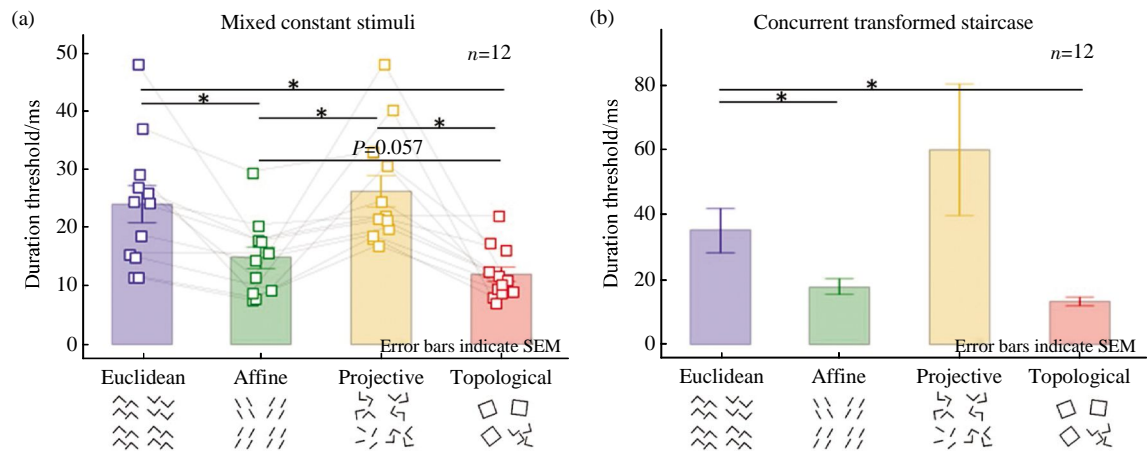 (a)
Mixed constant stimuli
n=12
Duration threshold/ms
50
40
30
20
10
0
*
*
*
*
P=0.057
Error bars indicate SEM
Euclidean Affine Projective Topological
(b)
Concurrent transformed staircase
n=12
Duration threshold/ms
80
60
40
20
0
*
*
Error bars indicate SEM
Euclidean Affine Projective Topological